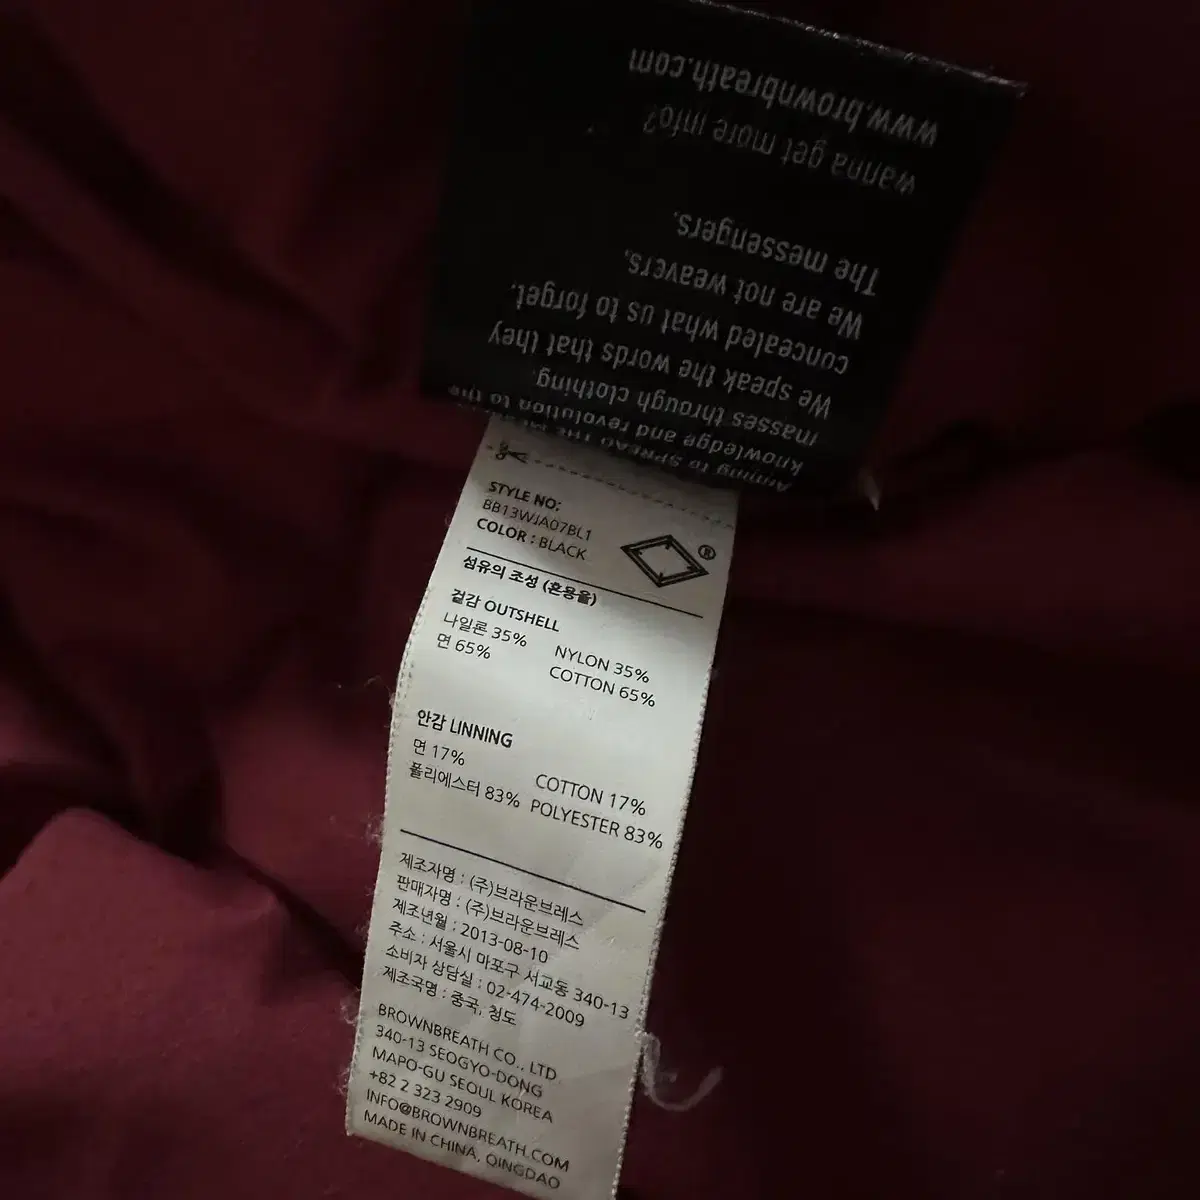 Aiming to SPREAD THE
knowledge and revolution to the
masses through clothing.
We speak the words that they
concealed what us to forget.
We are not weavers.
The messengers.
wanna get more info?
www.brownbreath.com
STYLE NO:
BB13WJA07BL1
COLOR : BLACK
®
섬유의 조성 (혼용율)
겉감 OUTSHELL
나일론 35% NYLON 35%
면 65% COTTON 65%
안감 LINNING
면 17% COTTON 17%
폴리에스터 83% POLYESTER 83%
제조자명 : (주)브라운브레스
판매자명 : (주)브라운브레스
제조년월 : 2013-08-10
주소 : 서울시 마포구 서교동 340-13
소비자 상담실 : 02-474-2009
제조국명 : 중국, 청도
BROWNBREATH CO., LTD
340-13 SEOGYO-DONG
MAPO-GU SEOUL KOREA
+82 2 323 2909
INFO@BROWNBREATH.COM
MADE IN CHINA, QINGDAO